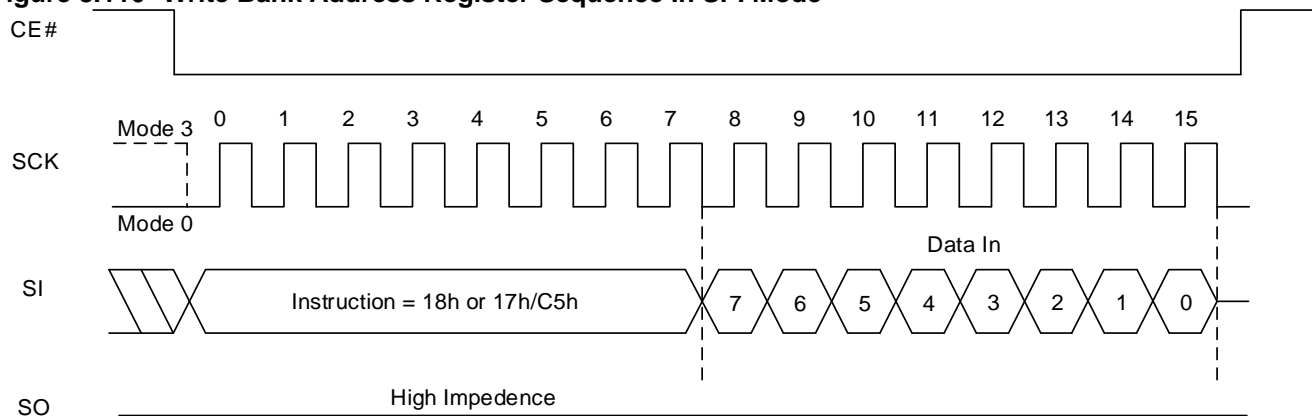 CE#
Mode 3
0 1 2 3 4 5 6 7 8 9 10 11 12 13 14 15
SCK
Mode 0
Data In
SI
Instruction = 18h or 17h/C5h
7 6 5 4 3 2 1 0
High Impedence
SO